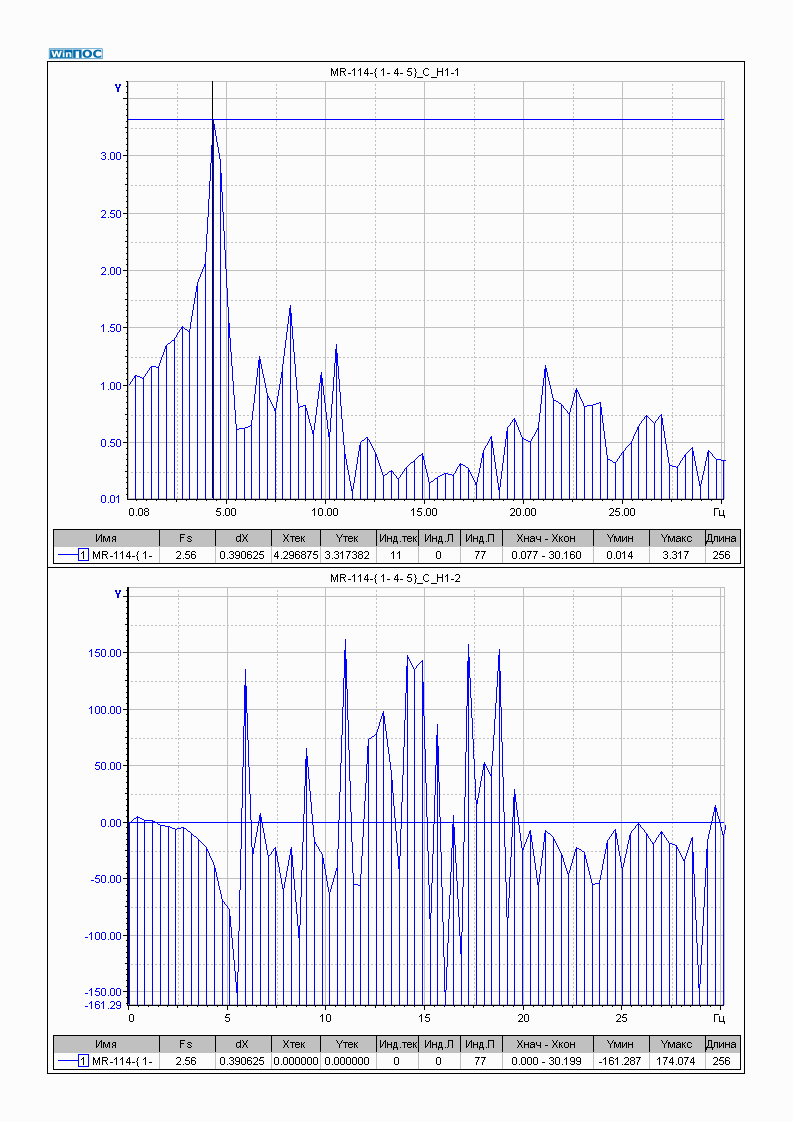 WinПОС
MR-114-{ 1- 4- 5}_C_H1-1
Y
3.00
2.50
2.00
1.50
1.00
0.50
0.01
0.08 5.00 10.00 15.00 20.00 25.00 Гц
Имя Fs dX Xтек Yтек Инд.тек Инд.Л Инд.П Xнач - Xкон Yмин Yмакс Длина
1 MR-114-{ 1- 2.56 0.390625 4.296875 3.317382 11 0 77 0.077 - 30.160 0.014 3.317 256
MR-114-{ 1- 4- 5}_C_H1-2
Y
150.00
100.00
50.00
0.00
-50.00
-100.00
-150.00
-161.29
0 5 10 15 20 25 Гц
Имя Fs dX Xтек Yтек Инд.тек Инд.Л Инд.П Xнач - Xкон Yмин Yмакс Длина
1 MR-114-{ 1- 2.56 0.390625 0.000000 0.000000 0 0 77 0.000 - 30.199 -161.287 174.074 256